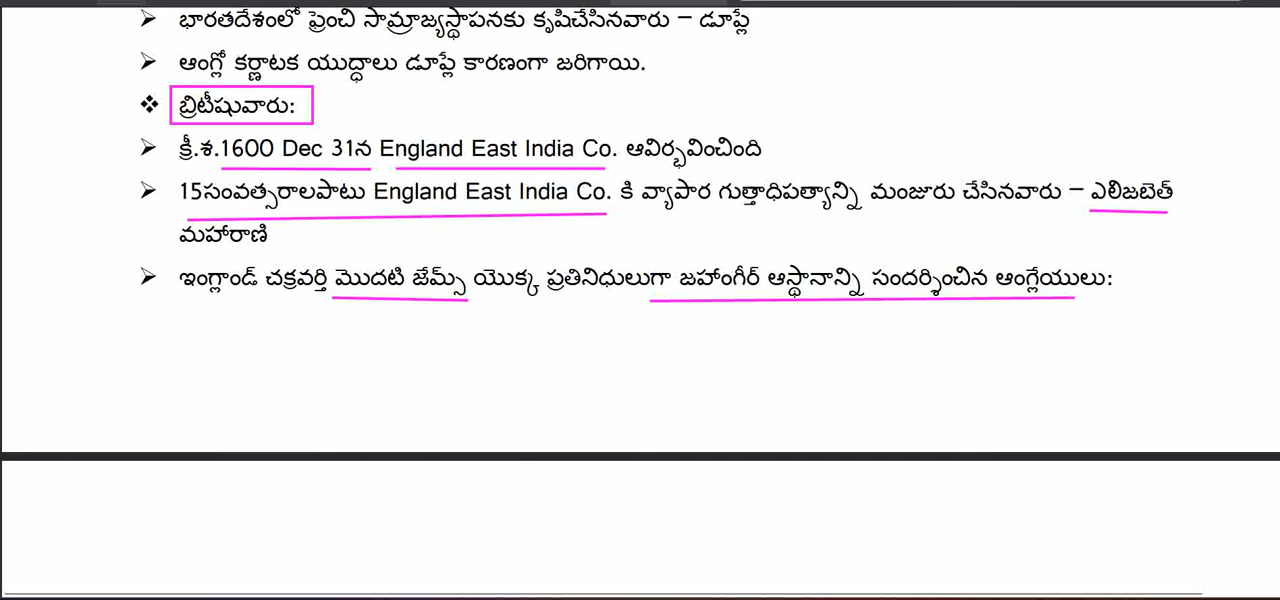 ➢ భారతదేశంలో ఫ్రెంచి సామ్రాజ్యస్థాపనకు కృషిచేసినవారు – డూప్లే
➢ ఆంగ్లో కర్ణాటక యుద్ధాలు డూప్లే కారణంగా జరిగాయి.
❖ బ్రిటీషువారు:
➢ క్రీ.శ.1600 Dec 31న England East India Co. ఆవిర్భవించింది
➢ 15సంవత్సరాలపాటు England East India Co. కి వ్యాపార గుత్తాధిపత్యాన్ని మంజురు చేసినవారు – ఎలిజబెత్
మహారాణి
➢ ఇంగ్లాండ్ చక్రవర్తి మొదటి జేమ్స్ యొక్క ప్రతినిధులుగా జహంగీర్ ఆస్థానాన్ని సందర్శించిన ఆంగ్లేయులు: